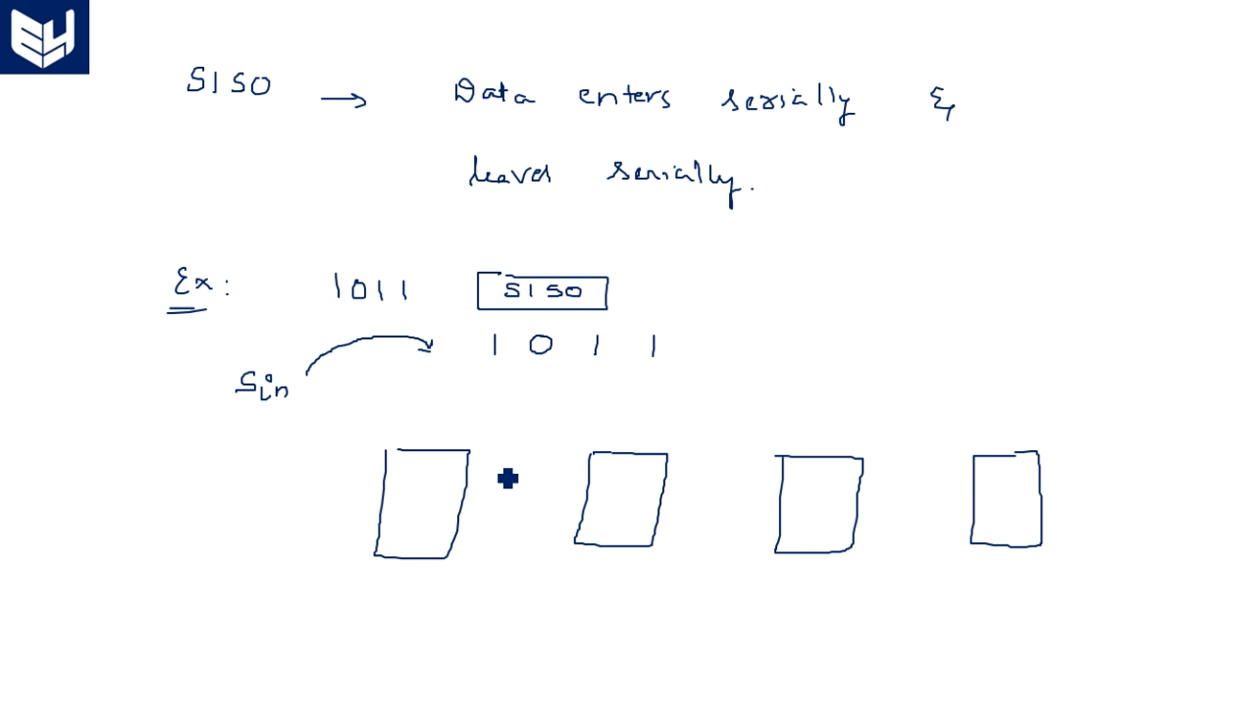 SISO → Data enters serially &
leaves serially.
Ex: 1011 SISO
1 0 1 1
Sin